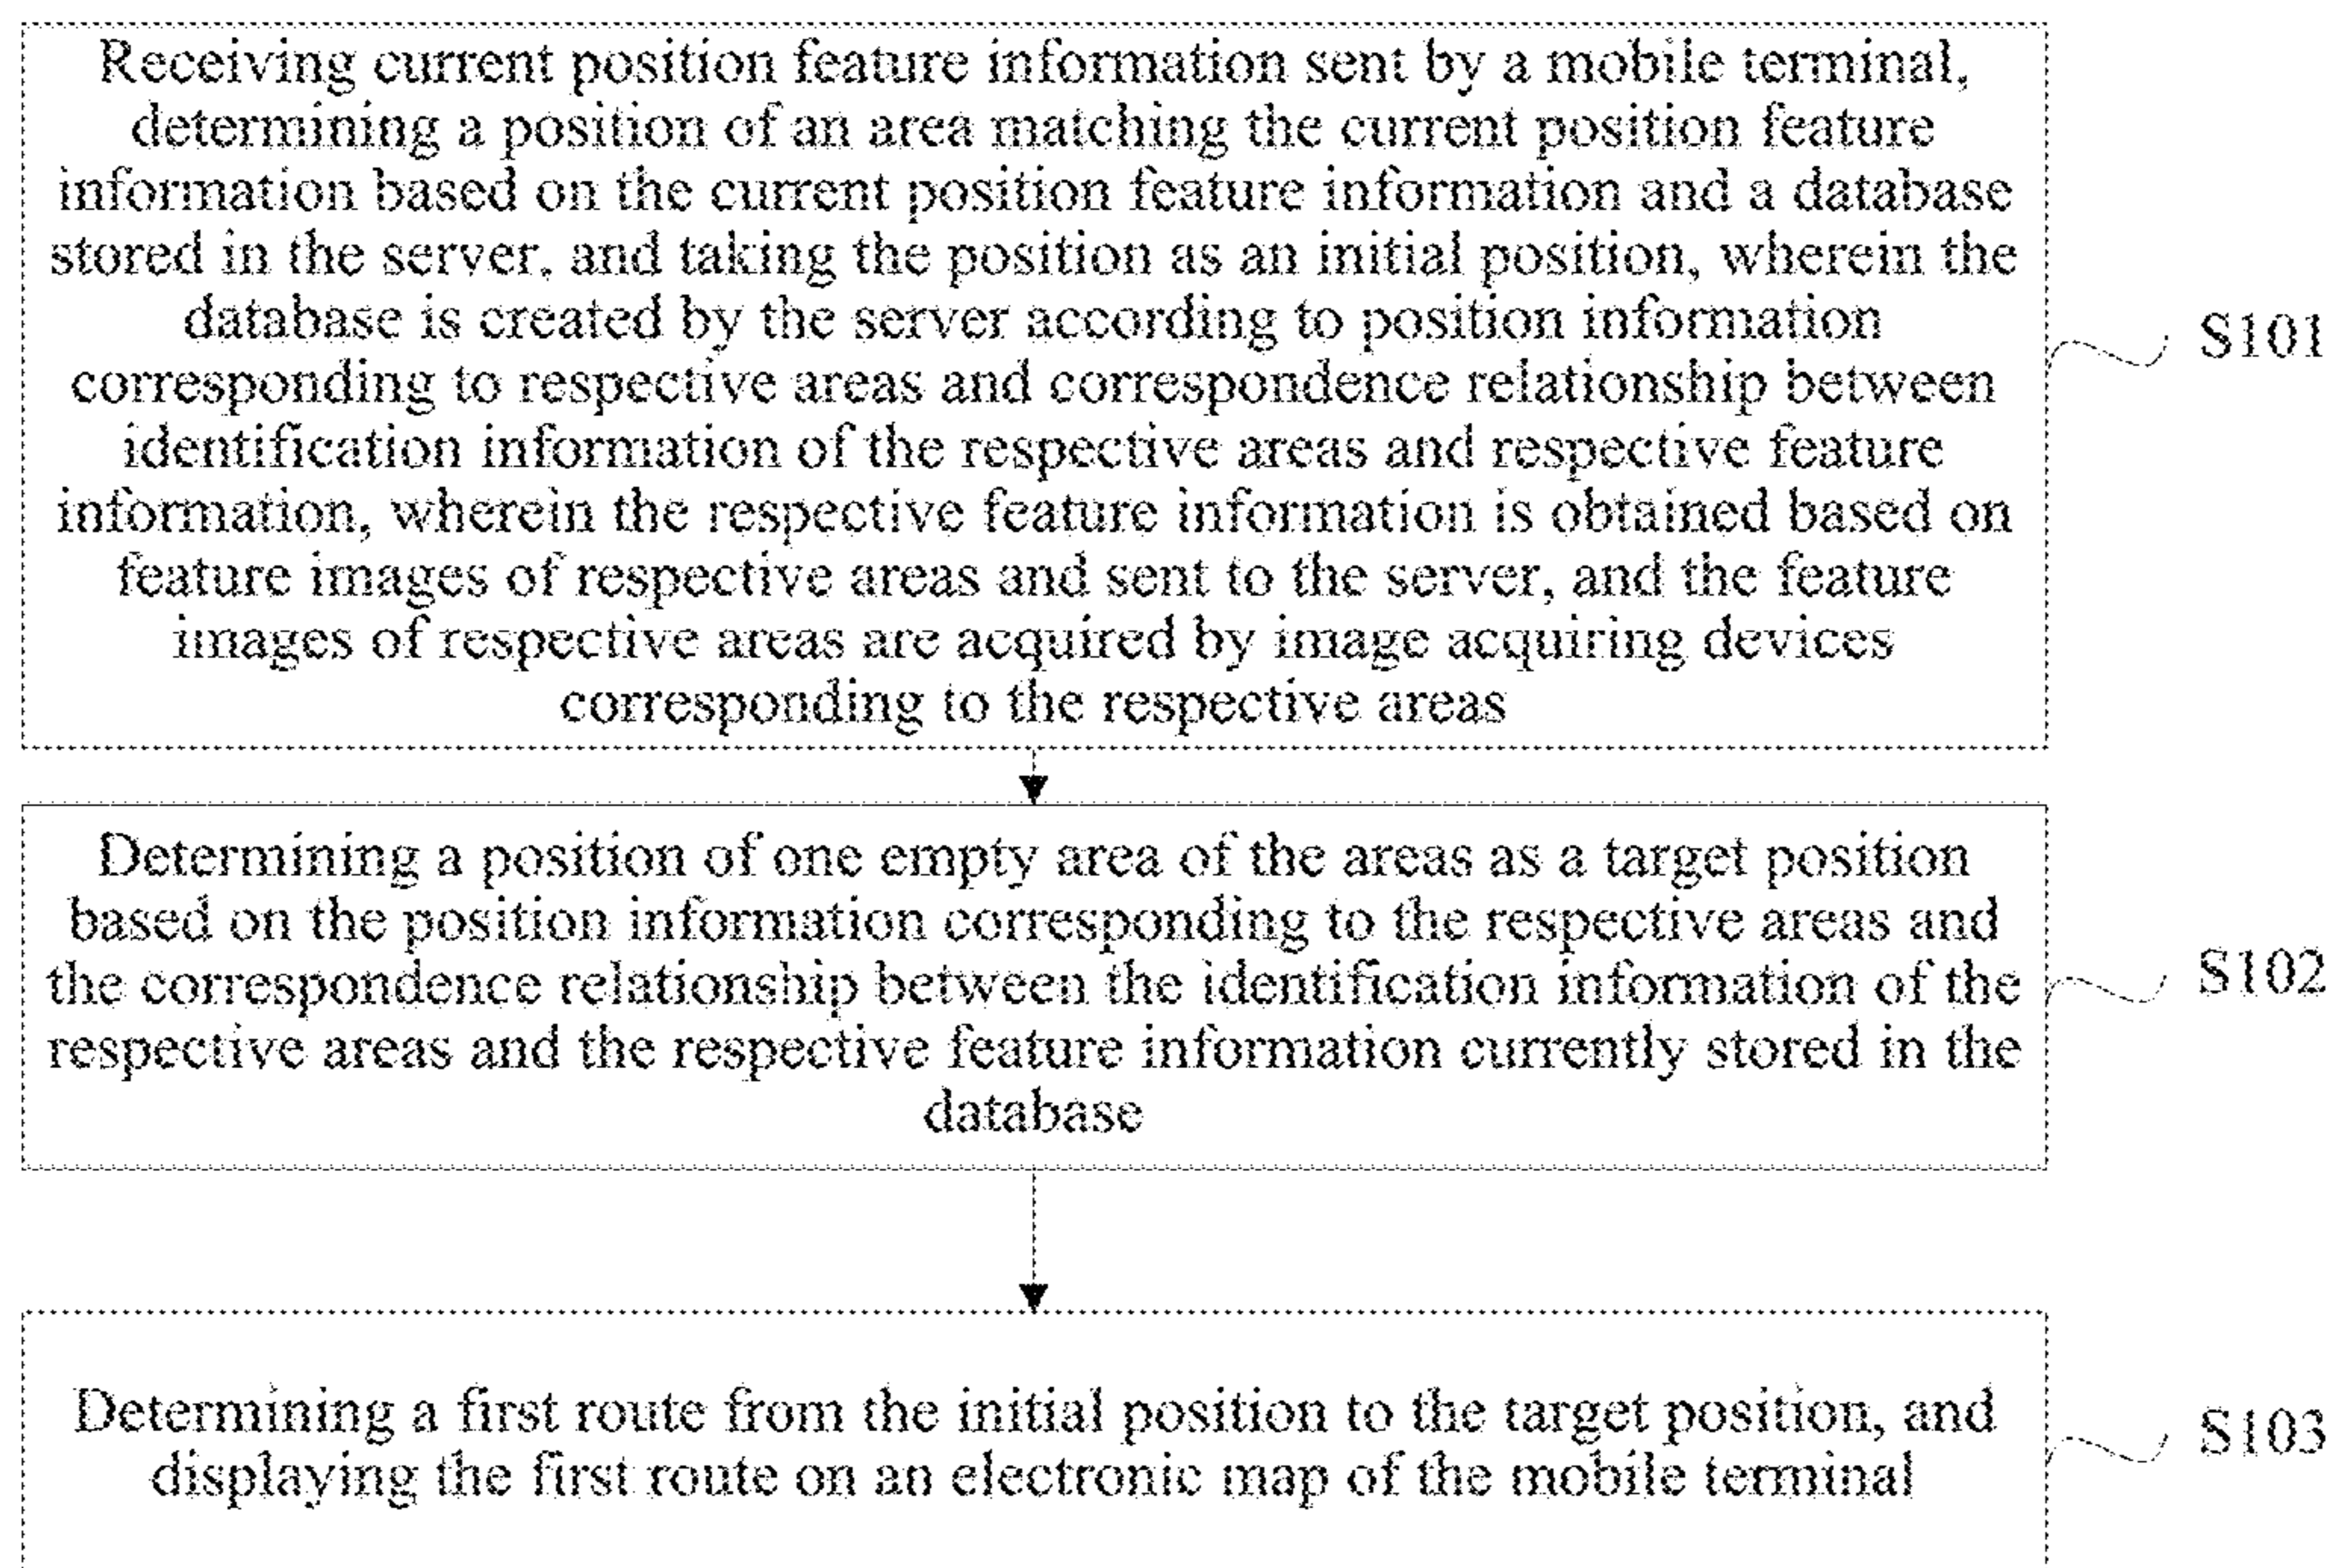 Receiving current position feature information sent by a mobile terminal,
determining a position of an area matching the current position feature
information based on the current position feature information and a database
stored in the server, and taking the position as an initial position, wherein the
database is created by the server according to position information
corresponding to respective areas and correspondence relationship between
identification information of the respective areas and respective feature
information, wherein the respective feature information is obtained based on
feature images of respective areas and sent to the server, and the feature
images of respective areas are acquired by image acquiring devices
corresponding to the respective areas
S101
Determining a position of one empty area of the areas as a target position
based on the position information corresponding to the respective areas and
the correspondence relationship between the identification information of the
respective areas and the respective feature information currently stored in the
database
S102
Determining a first route from the initial position to the target position, and
displaying the first route on an electronic map of the mobile terminal
S103